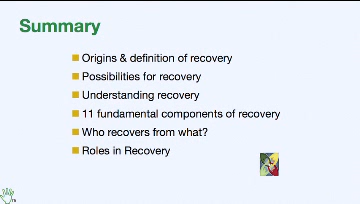 Summary
Origins & definition of recovery
Possibilities for recovery
Understanding recovery
11 fundamental components of recovery
Who recovers from what?
Roles in Recovery